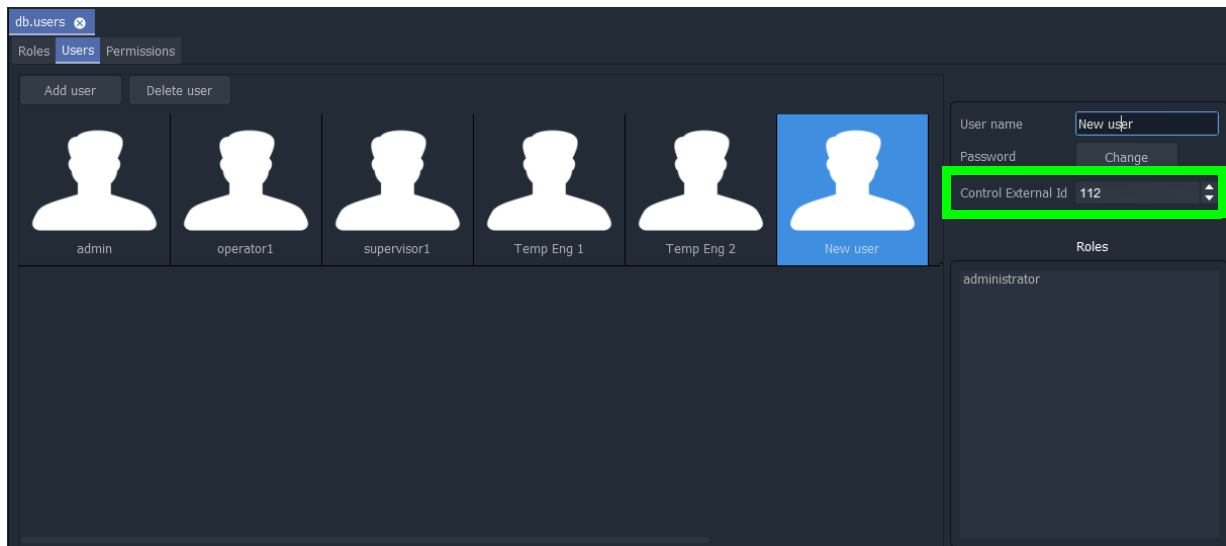 db.users
Roles Users Permissions
Add user Delete user
admin operator1 supervisor1 Temp Eng 1 Temp Eng 2 New user
User name New user
Password Change
Control External Id 112
Roles
administrator